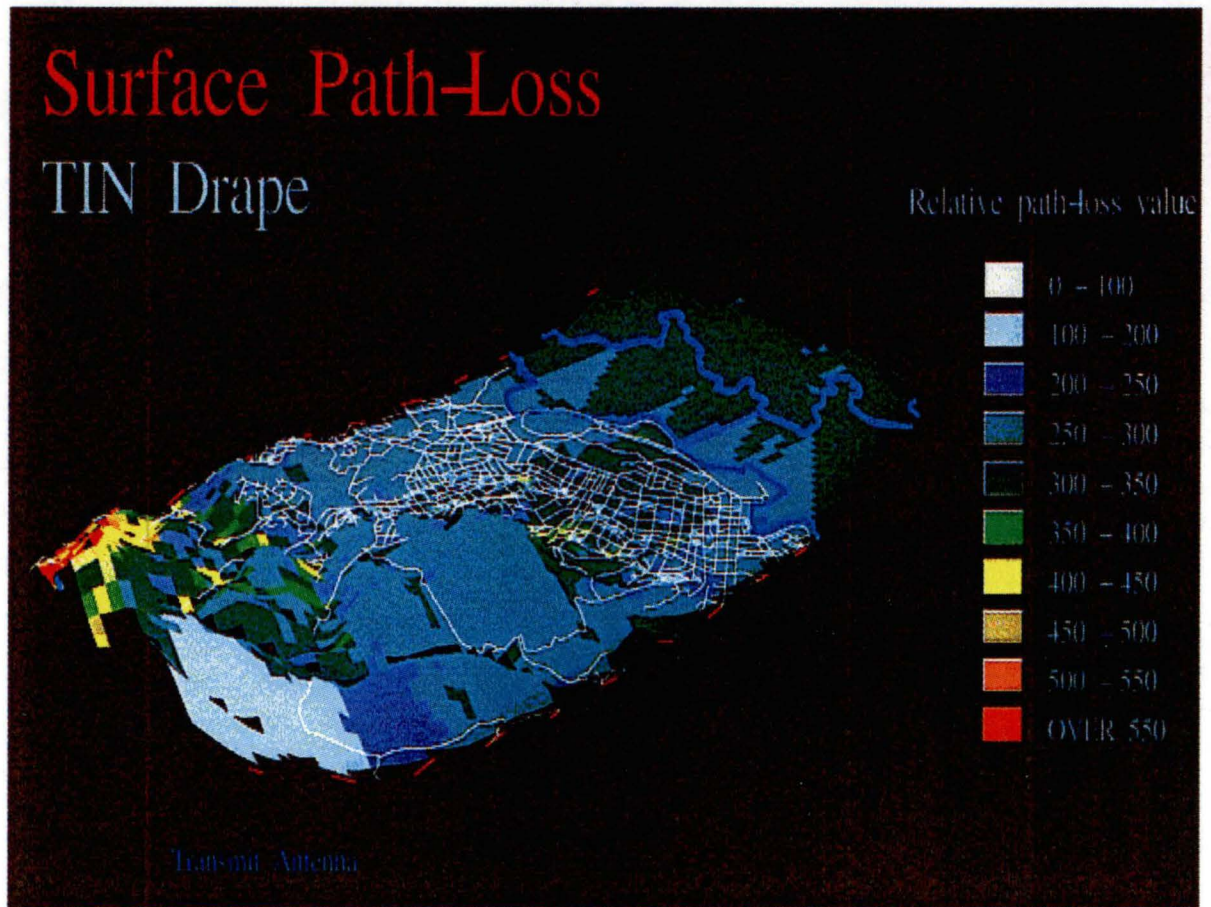 Surface Path-Loss
TIN Drape
Relative path-loss value
0 - 100
100 - 200
200 - 250
250 - 300
300 - 350
350 - 400
400 - 450
450 - 500
500 - 550
OVER 550
Transmit Antenna